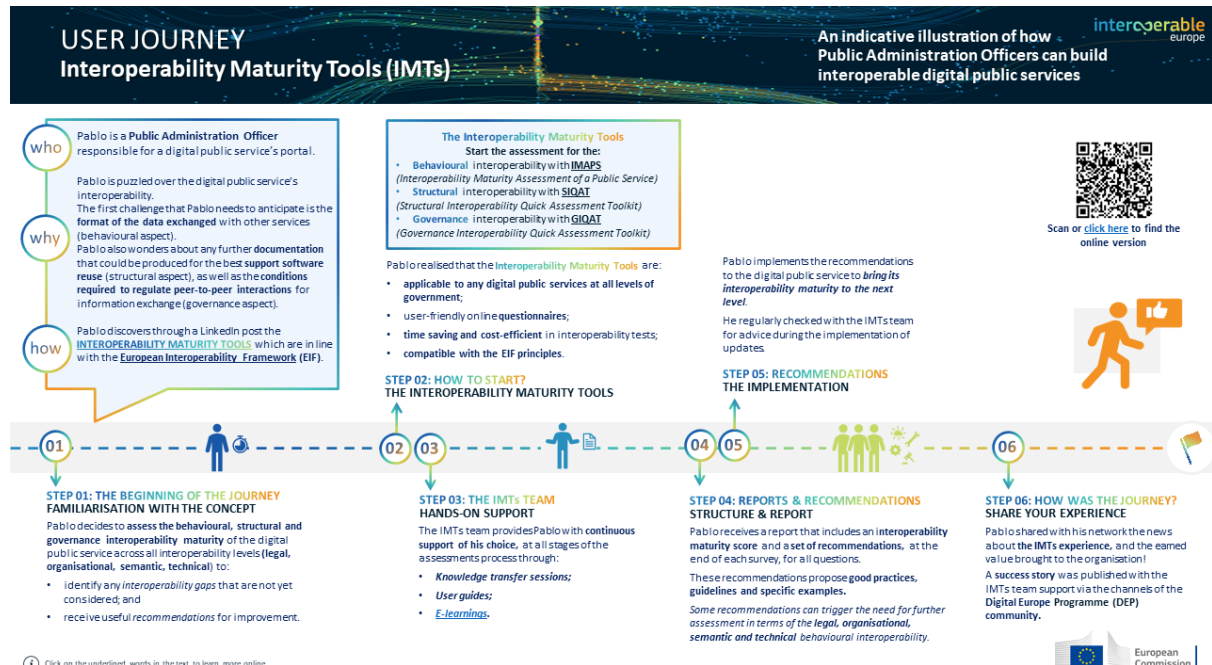 USER JOURNEY
Interoperability Maturity Tools (IMTs)
An indicative illustration of how
Public Administration Officers can build
interoperable digital public services
interoperable
europe
who
Pablo is a Public Administration Officer
responsible for a digital public service's portal.
why
Pablo is puzzled over the digital public service's
interoperability.
The first challenge that Pablo needs to anticipate is the
format of the data exchanged with other services
(behavioural aspect).
Pablo also wonders about any further documentation
that could be produced for the best support software
reuse (structural aspect), as well as the conditions
required to regulate peer-to-peer interactions for
information exchange (governance aspect).
how
Pablo discovers through a LinkedIn post the
INTEROPERABILITY MATURITY TOOLS which are in line
with the European Interoperability Framework (EIF).
The Interoperability Maturity Tools
Start the assessment for the:
• Behavioural interoperability with IMAPS
(Interoperability Maturity Assessment of a Public Service)
• Structural interoperability with SIQAT
(Structural Interoperability Quick Assessment Toolkit)
• Governance interoperability with GIQAT
(Governance Interoperability Quick Assessment Toolkit)
Scan or click here to find the
online version
Pablo realised that the Interoperability Maturity Tools are:
• applicable to any digital public services at all levels of
government;
• user-friendly online questionnaires;
• time saving and cost-efficient in interoperability tests;
• compatible with the EIF principles.
STEP 02: HOW TO START?
THE INTEROPERABILITY MATURITY TOOLS
Pablo implements the recommendations
to the digital public service to bring its
interoperability maturity to the next
level.
He regularly checked with the IMTs team
for advice during the implementation of
updates.
STEP 05: RECOMMENDATIONS
THE IMPLEMENTATION
01
02
03
04
05
06
STEP 01: THE BEGINNING OF THE JOURNEY
FAMILIARISATION WITH THE CONCEPT
Pablo decides to assess the behavioural, structural and
governance interoperability maturity of the digital
public service across all interoperability levels (legal,
organisational, semantic, technical) to:
• identify any interoperability gaps that are not yet
considered; and
• receive useful recommendations for improvement.
STEP 03: THE IMTs TEAM
HANDS-ON SUPPORT
The IMTs team provides Pablo with continuous
support of his choice, at all stages of the
assessments process through:
• Knowledge transfer sessions;
• User guides;
• E-learnings.
STEP 04: REPORTS & RECOMMENDATIONS
STRUCTURE & REPORT
Pablo receives a report that includes an interoperability
maturity score and a set of recommendations, at the
end of each survey, for all questions.
These recommendations propose good practices,
guidelines and specific examples.
Some recommendations can trigger the need for further
assessment in terms of the legal, organisational,
semantic and technical behavioural interoperability.
STEP 06: HOW WAS THE JOURNEY?
SHARE YOUR EXPERIENCE
Pablo shared with his network the news
about the IMTs experience, and the earned
value brought to the organisation!
A success story was published with the
IMTs team support via the channels of the
Digital Europe Programme (DEP)
community.
i Click on the underlined words in the text to learn more online
European
Commission